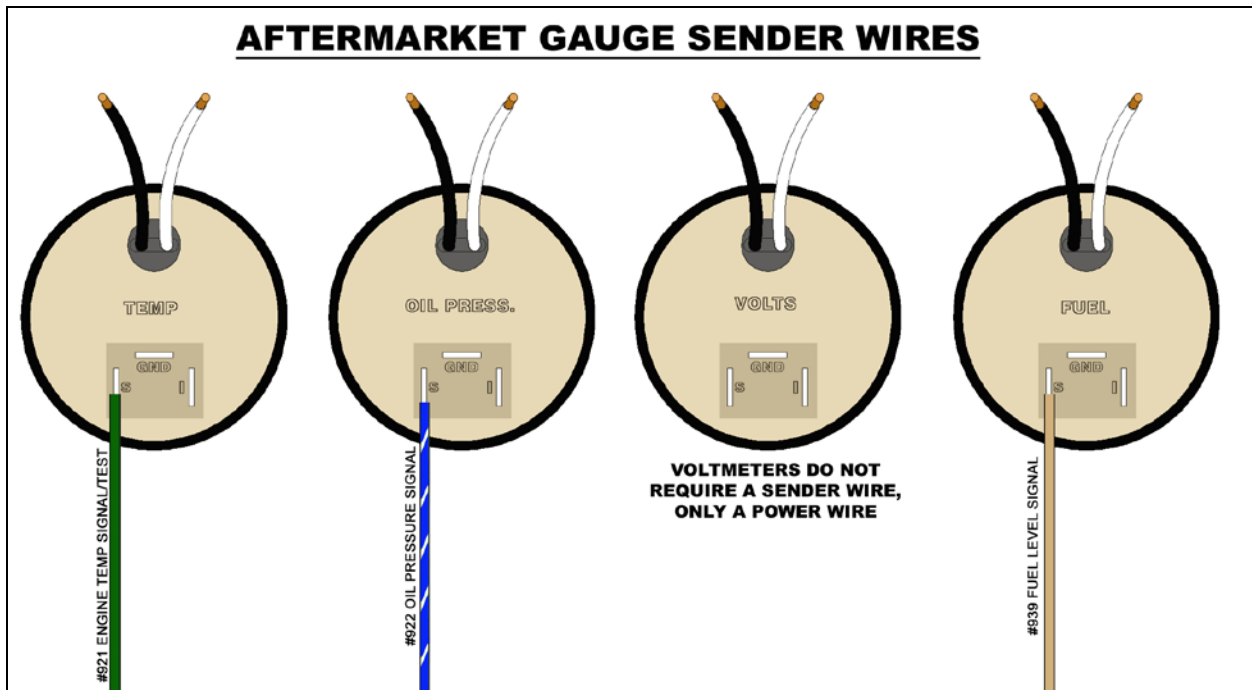 AFTERMARKET GAUGE SENDER WIRES
TEMP
GND
S
I
#921 ENGINE TEMP SIGNAL/TEST
OIL PRESS.
GND
S
I
#922 OIL PRESSURE SIGNAL
VOLTS
GND
S
I
VOLTMETERS DO NOT
REQUIRE A SENDER WIRE,
ONLY A POWER WIRE
FUEL
GND
S
I
#939 FUEL LEVEL SIGNAL